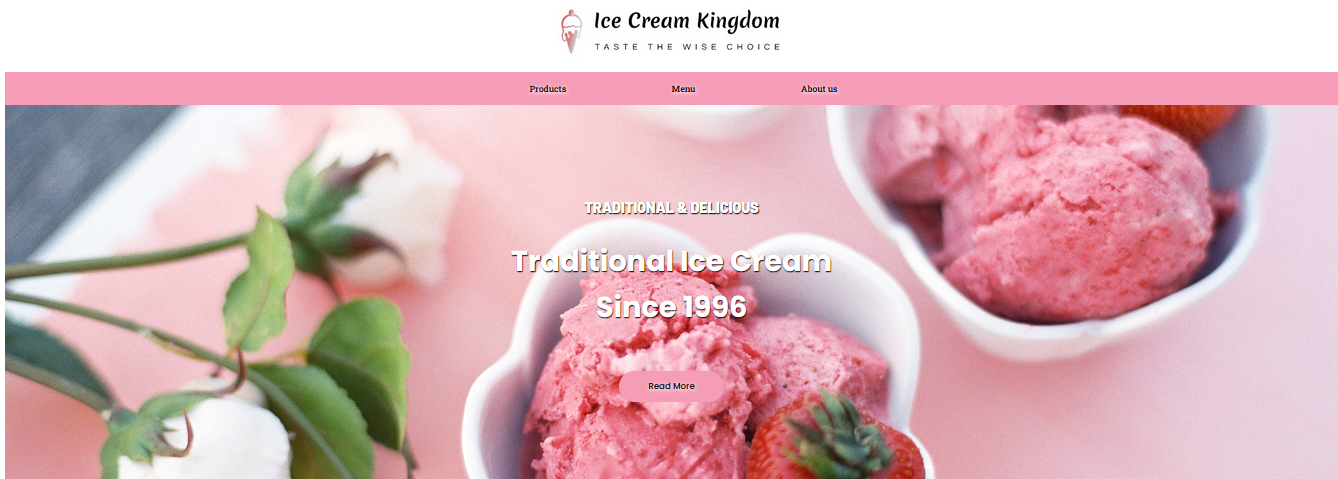 Ice Cream Kingdom
TASTE THE WISE CHOICE
Products Menu About us
TRADITIONAL & DELICIOUS
Traditional Ice Cream
Since 1996
Read More